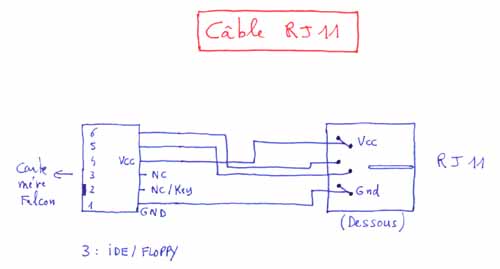 Câble RJ11
6
5
4 Vcc
3 NC
2 NC/Key
1 GND
Carte
mère
Falcon
Vcc
Gnd
RJ11
(Dessous)
3 : iDE/FLOPPY